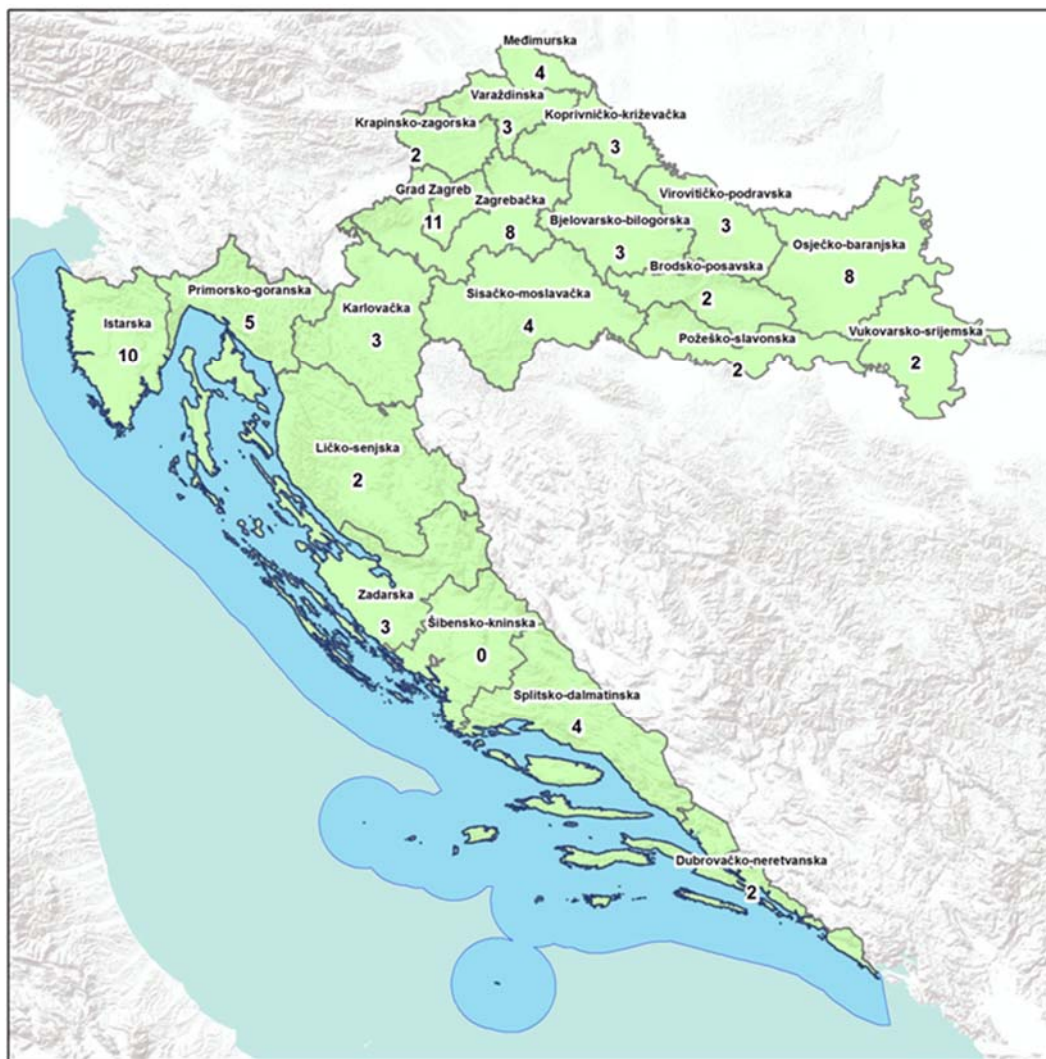 Međimurska
4
Varaždinska
3
Koprivničko-križevačka
3
Krapinsko-zagorska
2
Grad Zagreb
11
Zagrebačka
8
Virovitičko-podravska
3
Bjelovarsko-bilogorska
3
Osječko-baranjska
8
Brodsko-posavska
2
Primorsko-goranska
5
Sisačko-moslavačka
4
Karlovačka
3
Istarska
10
Požeško-slavonska
2
Vukovarsko-srijemska
2
Ličko-senjska
2
Zadarska
3
Šibensko-kninska
0
Splitsko-dalmatinska
4
Dubrovačko-neretvanska
2